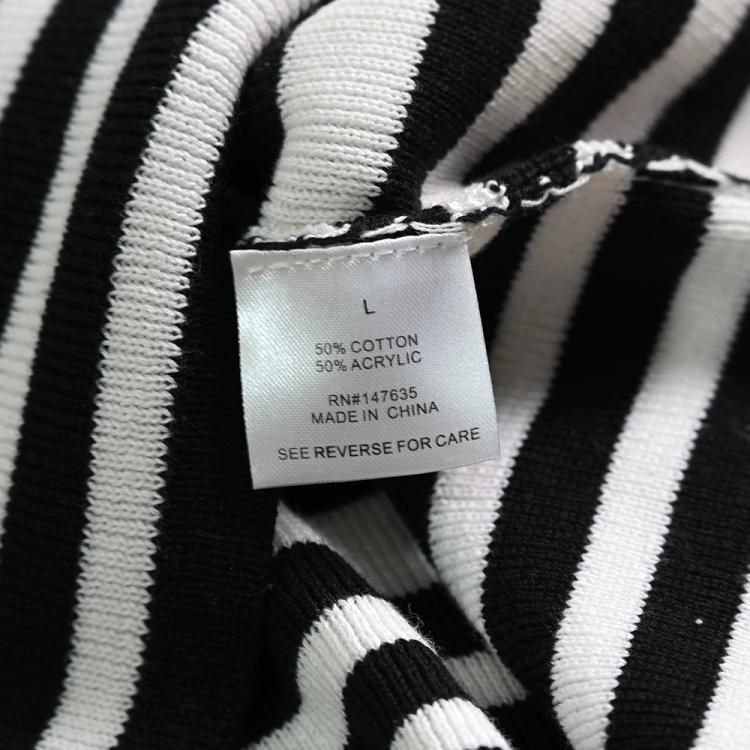 L
50% COTTON
50% ACRYLIC
RN#147635
MADE IN CHINA
SEE REVERSE FOR CARE